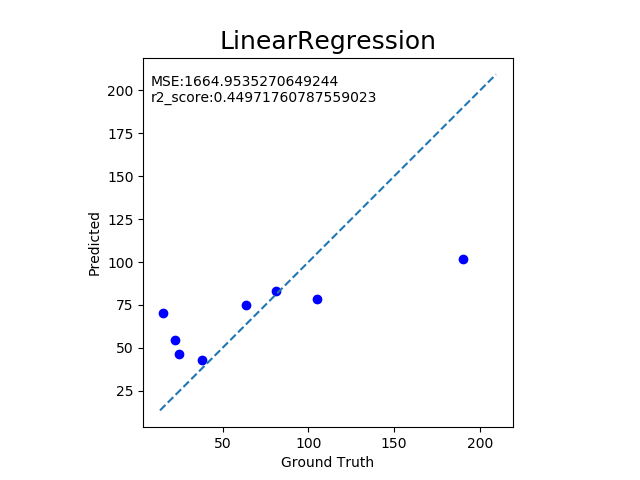 LinearRegression
MSE:1664.9535270649244
r2_score:0.44971760787559023
200
175
150
125
100
75
50
25
Predicted
50 100 150 200
Ground Truth